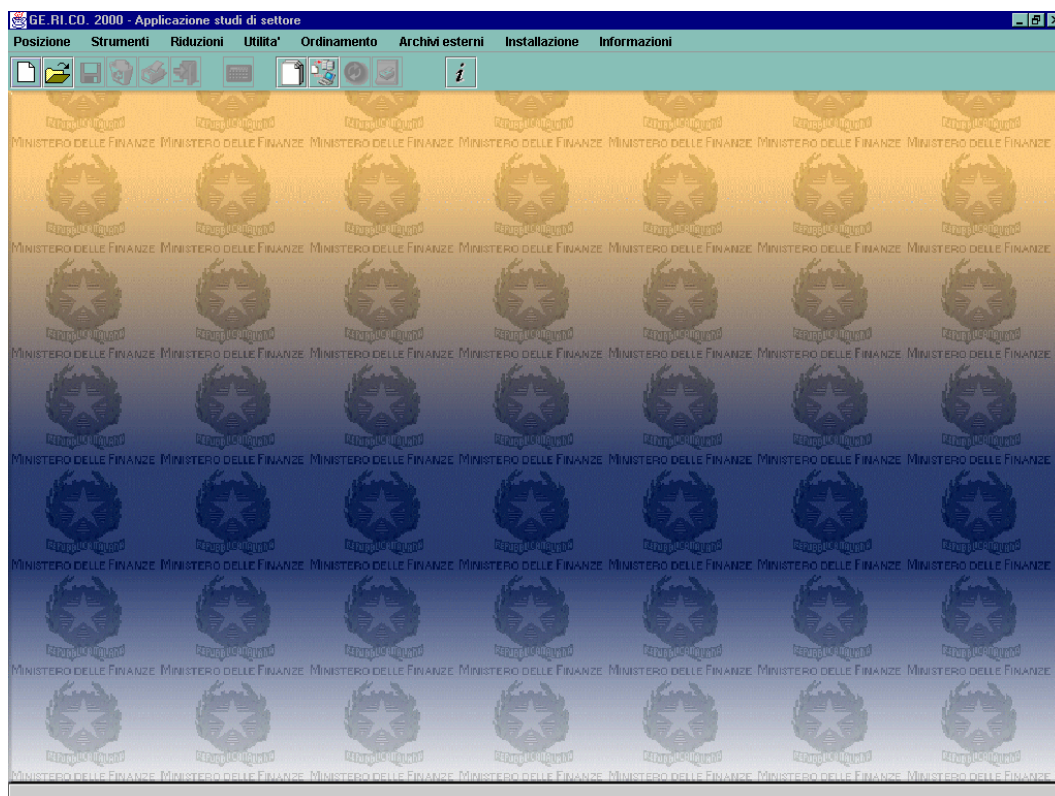 GE.RI.CO. 2000 - Applicazione studi di settore
Posizione Strumenti Riduzioni Utilita' Ordinamento Archivi esterni Installazione Informazioni
i
MINISTERO DELLE FINANZE MINISTERO DELLE FINANZE MINISTERO DELLE FINANZE MINISTERO DELLE FINANZE MINISTERO DELLE FINANZE MINISTERO DELLE FINANZE MINISTERO DELLE FINANZE
MINISTERO DELLE FINANZE MINISTERO DELLE FINANZE MINISTERO DELLE FINANZE MINISTERO DELLE FINANZE MINISTERO DELLE FINANZE MINISTERO DELLE FINANZE MINISTERO DELLE FINANZE
MINISTERO DELLE FINANZE MINISTERO DELLE FINANZE MINISTERO DELLE FINANZE MINISTERO DELLE FINANZE MINISTERO DELLE FINANZE MINISTERO DELLE FINANZE MINISTERO DELLE FINANZE
MINISTERO DELLE FINANZE MINISTERO DELLE FINANZE MINISTERO DELLE FINANZE MINISTERO DELLE FINANZE MINISTERO DELLE FINANZE MINISTERO DELLE FINANZE MINISTERO DELLE FINANZE
MINISTERO DELLE FINANZE MINISTERO DELLE FINANZE MINISTERO DELLE FINANZE MINISTERO DELLE FINANZE MINISTERO DELLE FINANZE MINISTERO DELLE FINANZE MINISTERO DELLE FINANZE
MINISTERO DELLE FINANZE MINISTERO DELLE FINANZE MINISTERO DELLE FINANZE MINISTERO DELLE FINANZE MINISTERO DELLE FINANZE MINISTERO DELLE FINANZE MINISTERO DELLE FINANZE
MINISTERO DELLE FINANZE MINISTERO DELLE FINANZE MINISTERO DELLE FINANZE MINISTERO DELLE FINANZE MINISTERO DELLE FINANZE MINISTERO DELLE FINANZE MINISTERO DELLE FINANZE